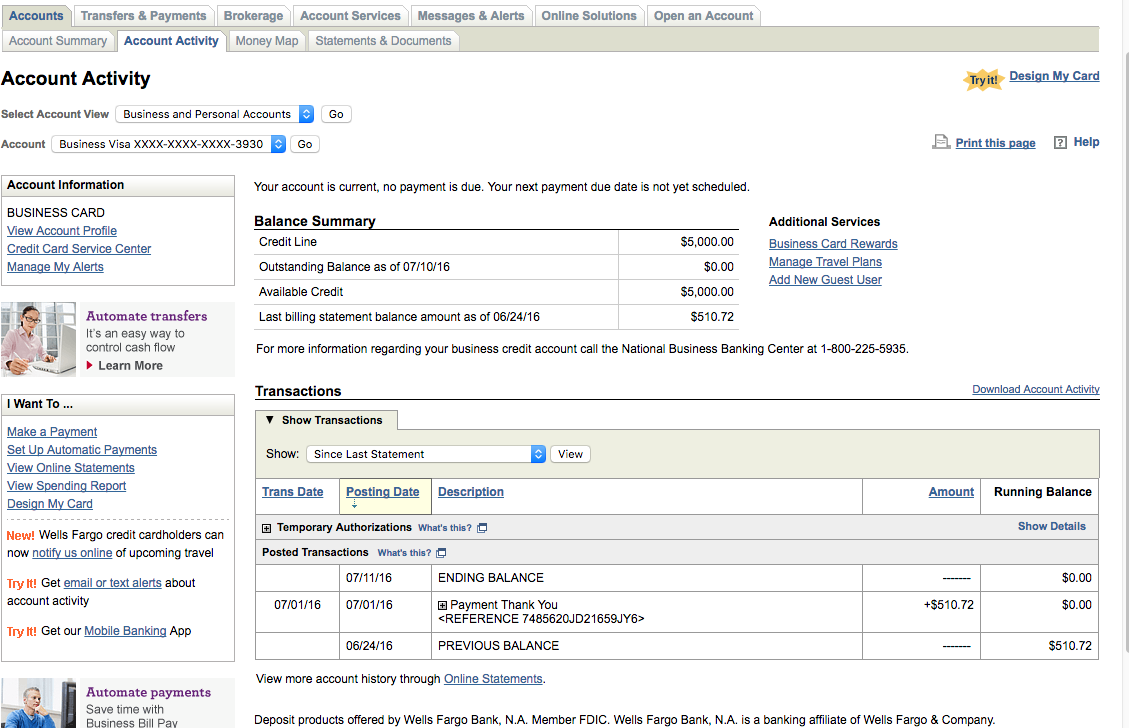 Accounts Transfers & Payments Brokerage Account Services Messages & Alerts Online Solutions Open an Account
Account Summary Account Activity Money Map Statements & Documents
Account Activity
Try it! Design My Card
Select Account View Business and Personal Accounts Go
Account Business Visa XXXX-XXXX-XXXX-3930 Go
Print this page ? Help
Account Information
BUSINESS CARD
View Account Profile
Credit Card Service Center
Manage My Alerts
Automate transfers
It's an easy way to
control cash flow
Learn More
I Want To ...
Make a Payment
Set Up Automatic Payments
View Online Statements
View Spending Report
Design My Card
New! Wells Fargo credit cardholders can
now notify us online of upcoming travel
Try It! Get email or text alerts about
account activity
Try It! Get our Mobile Banking App
Automate payments
Save time with
Business Bill Pay
Your account is current, no payment is due. Your next payment due date is not yet scheduled.
Balance Summary
Credit Line $5,000.00
Outstanding Balance as of 07/10/16 $0.00
Available Credit $5,000.00
Last billing statement balance amount as of 06/24/16 $510.72
Additional Services
Business Card Rewards
Manage Travel Plans
Add New Guest User
For more information regarding your business credit account call the National Business Banking Center at 1-800-225-5935.
Transactions Download Account Activity
▼ Show Transactions
Show: Since Last Statement View
Trans Date Posting Date Description Amount Running Balance
Temporary Authorizations What's this? Show Details
Posted Transactions What's this?
07/11/16 ENDING BALANCE ------- $0.00
07/01/16 07/01/16 Payment Thank You +$510.72 $0.00
<REFERENCE 7485620JD21659JY6>
06/24/16 PREVIOUS BALANCE ------- $510.72
View more account history through Online Statements.
Deposit products offered by Wells Fargo Bank, N.A. Member FDIC. Wells Fargo Bank, N.A. is a banking affiliate of Wells Fargo & Company.